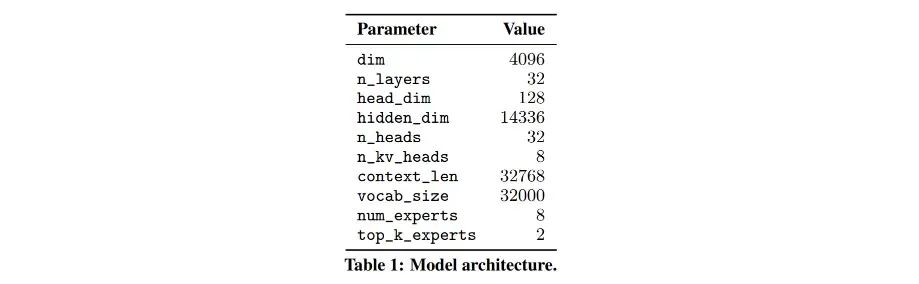 Parameter Value
dim 4096
n_layers 32
head_dim 128
hidden_dim 14336
n_heads 32
n_kv_heads 8
context_len 32768
vocab_size 32000
num_experts 8
top_k_experts 2
Table 1: Model architecture.